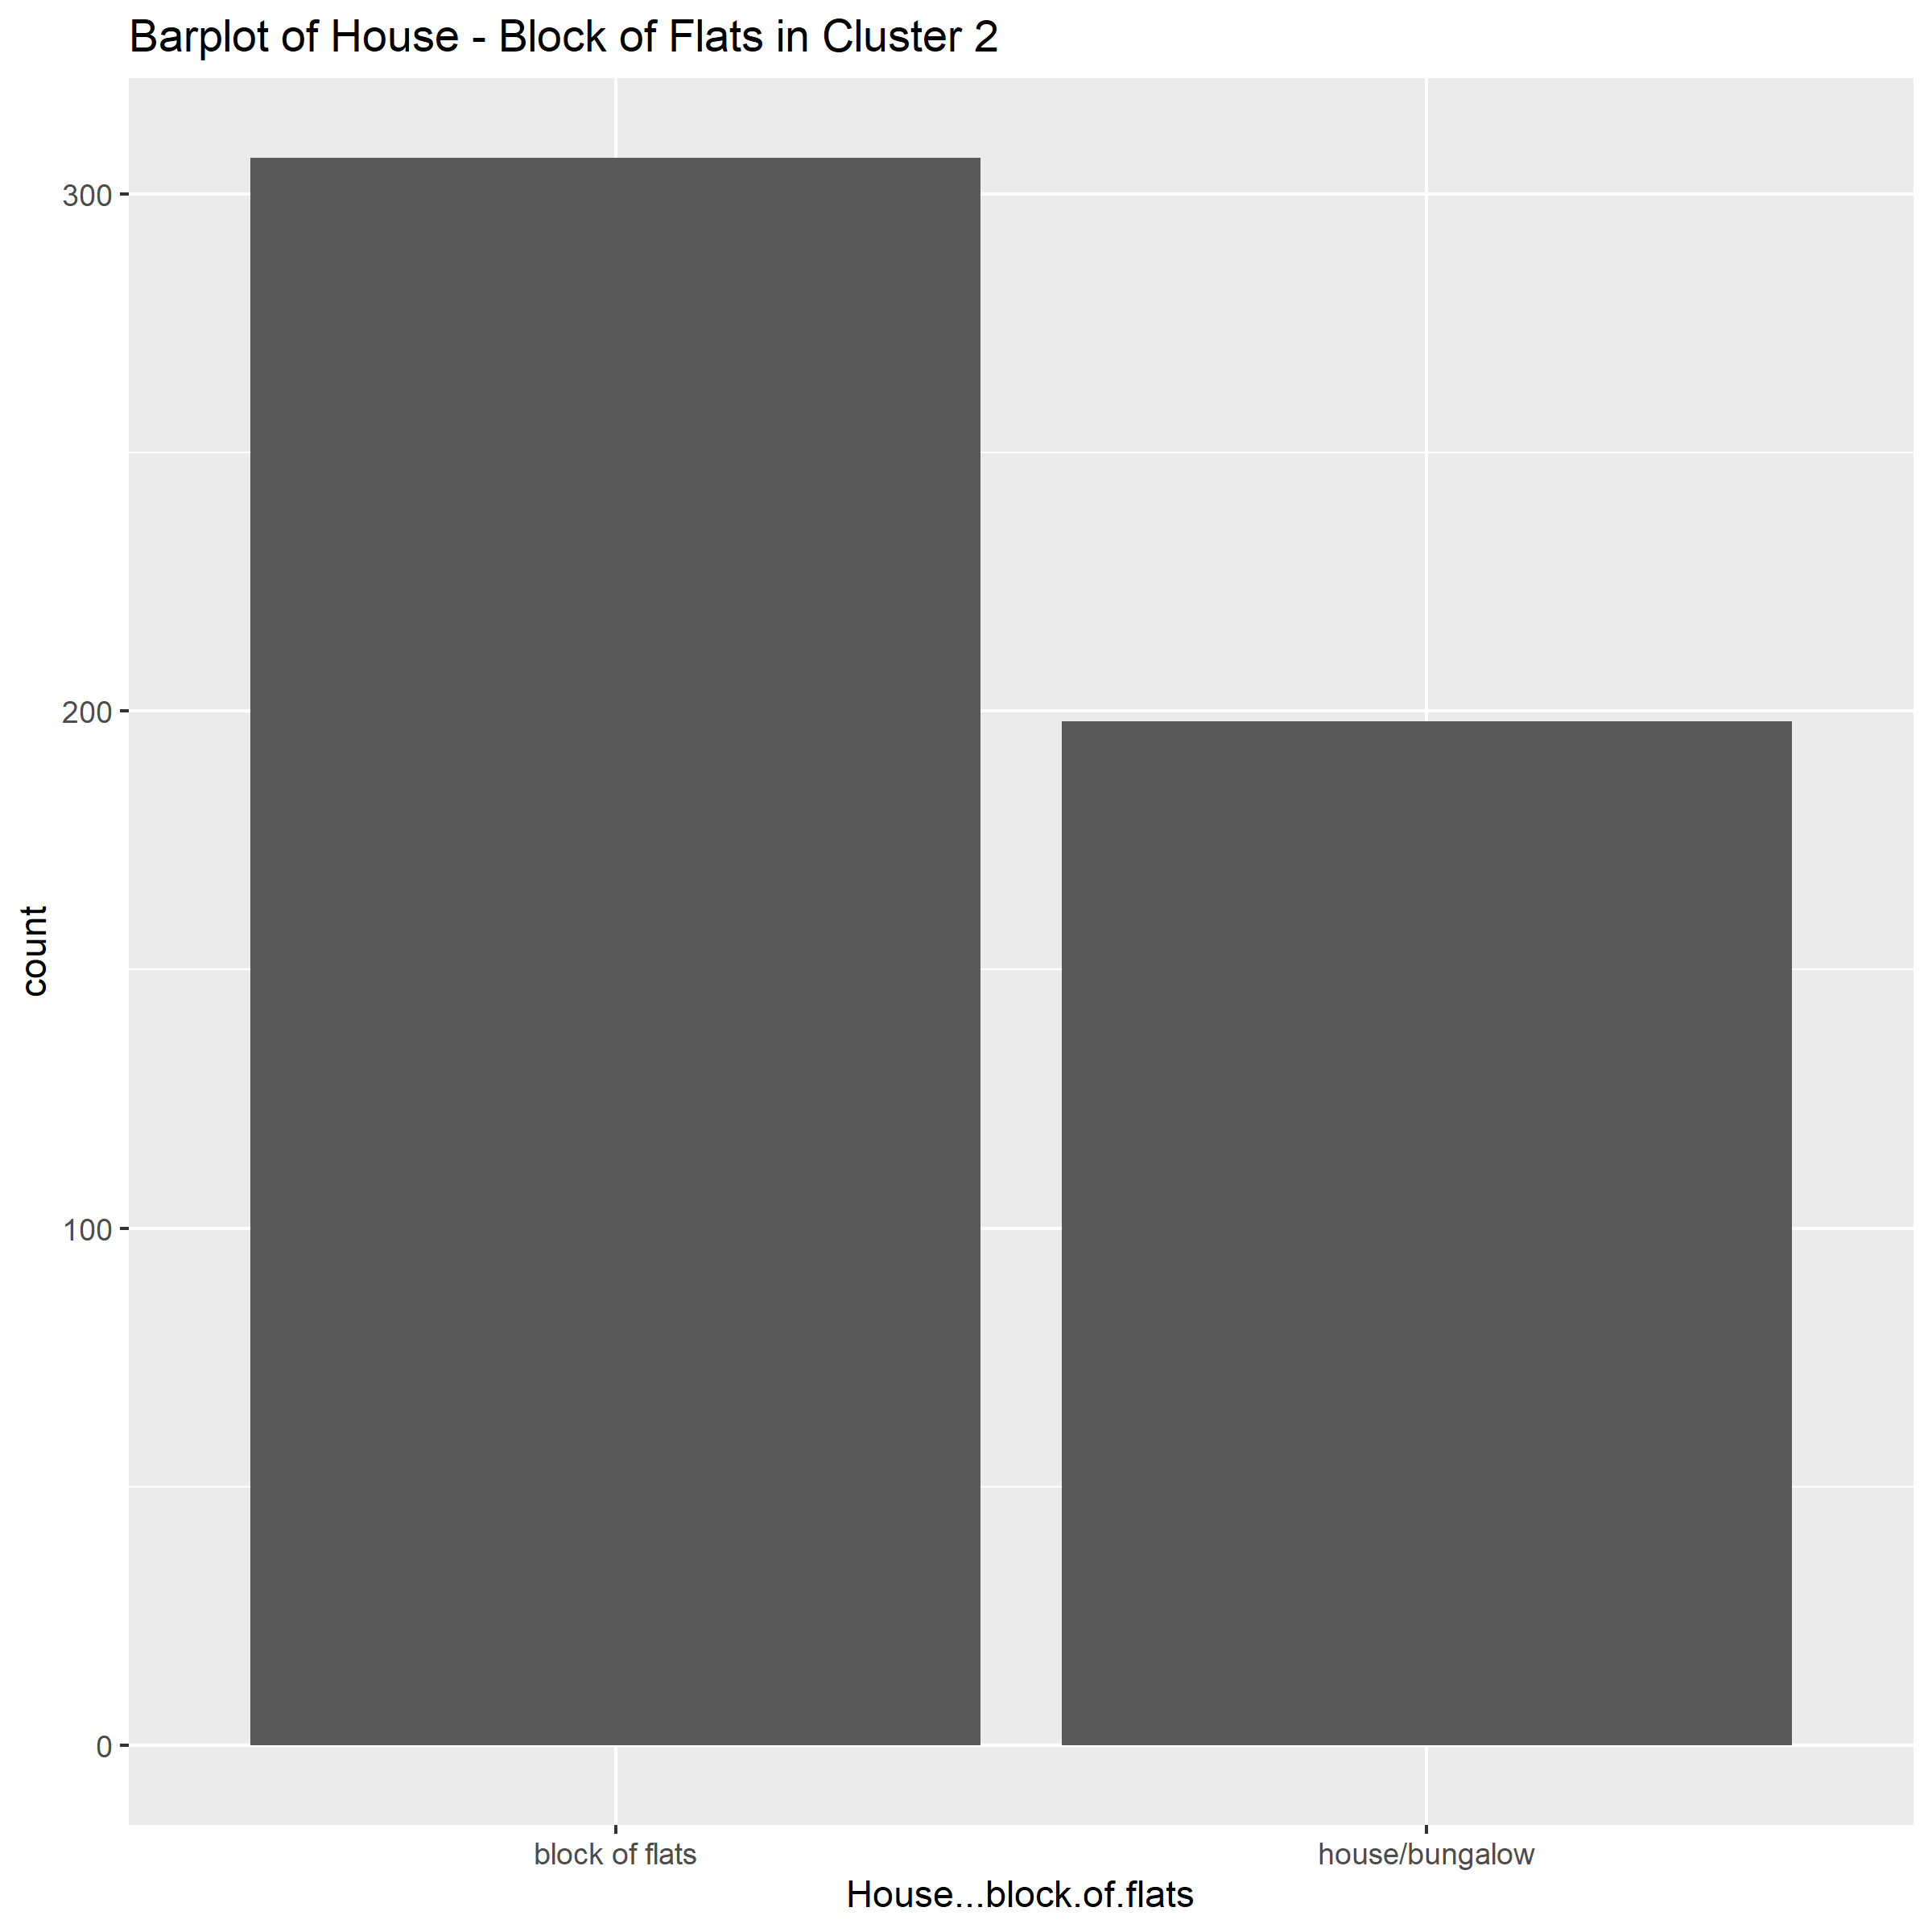 Barplot of House - Block of Flats in Cluster 2
300
200
100
0
count
block of flats
house/bungalow
House...block.of.flats